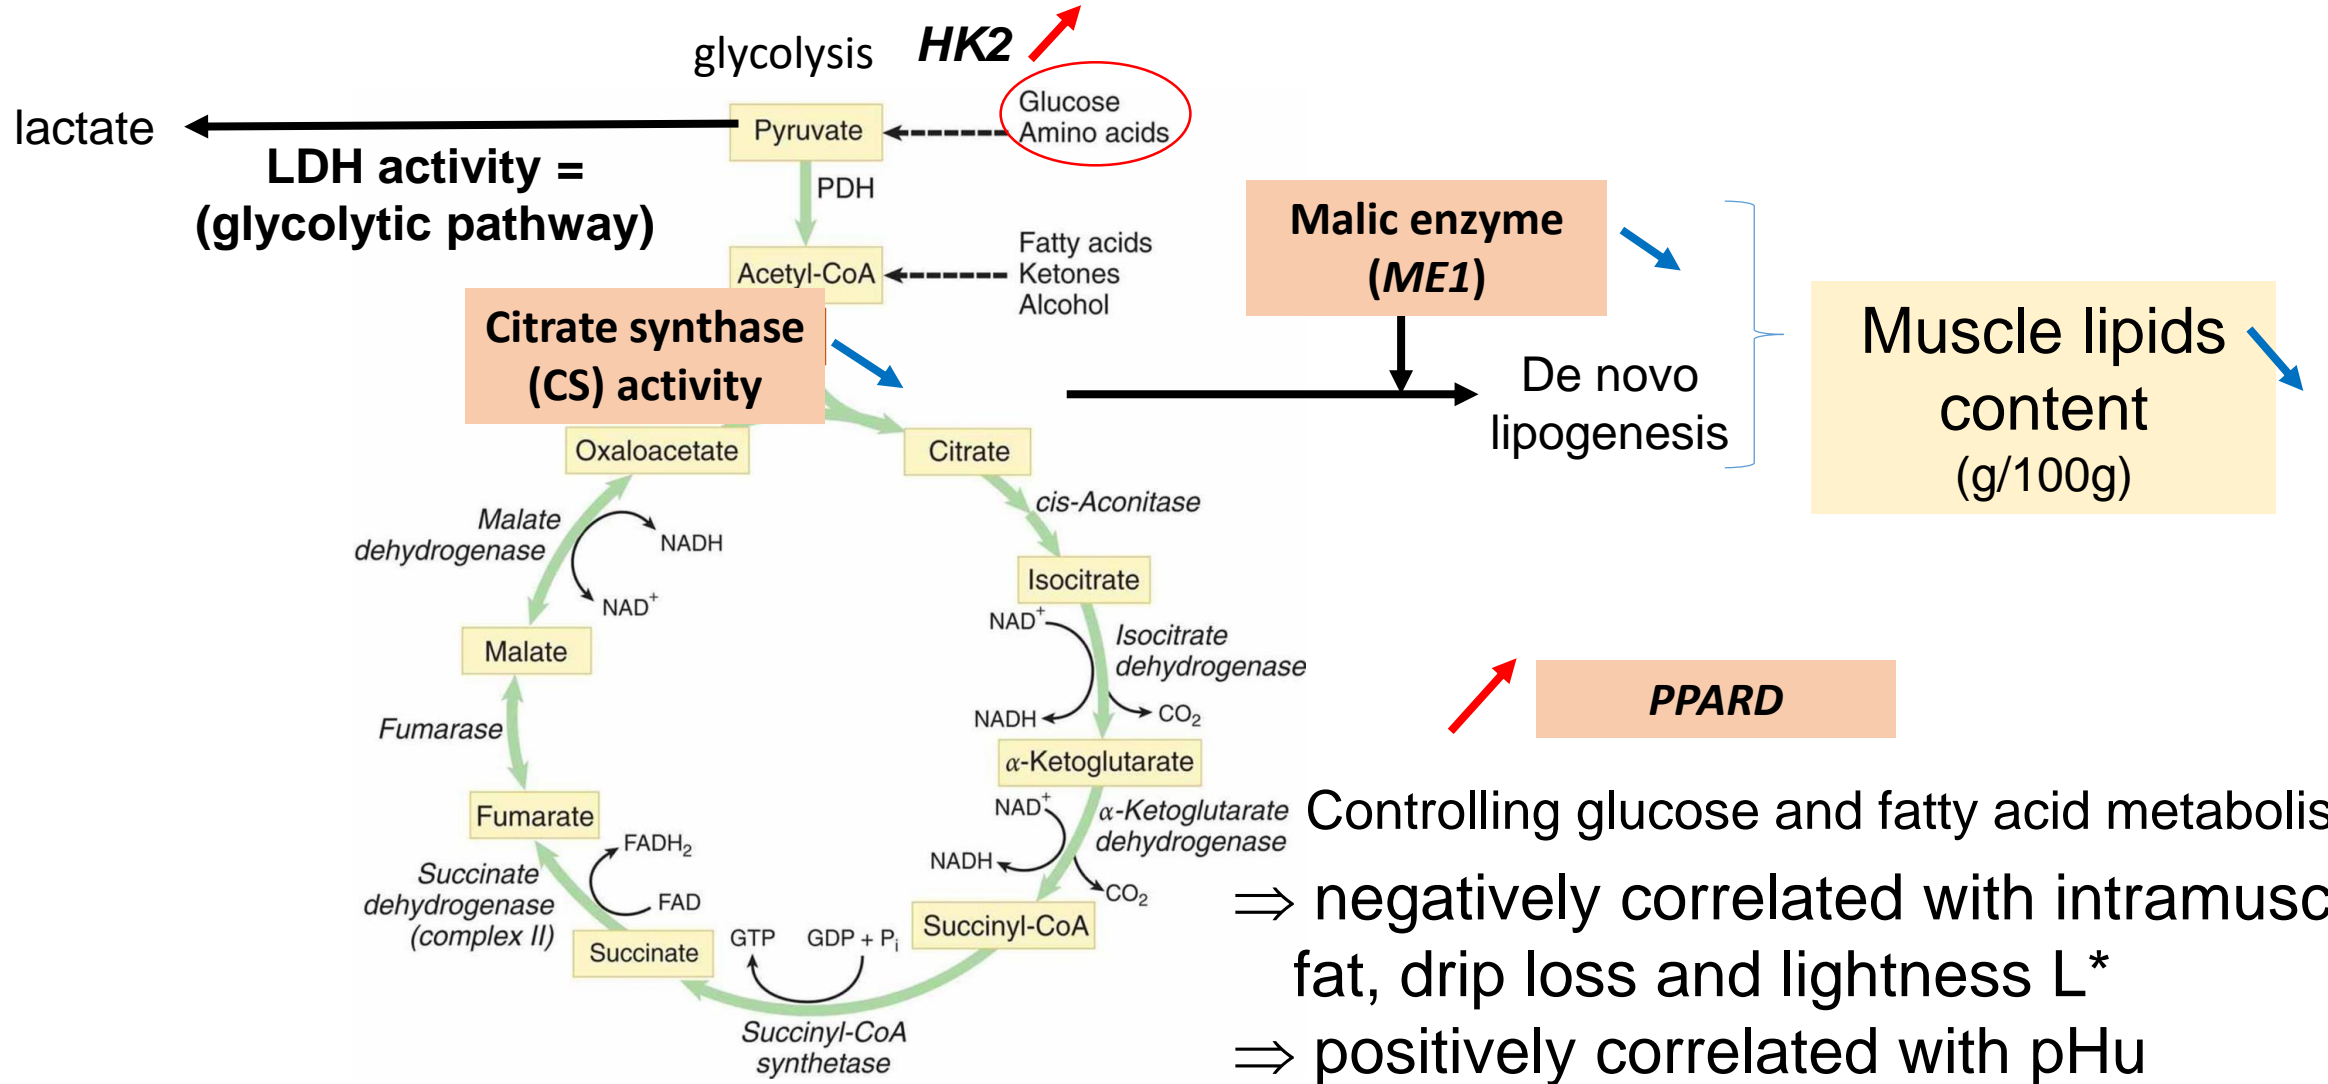 glycolysis HK2
lactate
LDH activity =
(glycolytic pathway)
Pyruvate
Glucose
Amino acids
PDH
Acetyl-CoA
Fatty acids
Ketones
Alcohol
Malic enzyme
(ME1)
Citrate synthase
(CS) activity
De novo
lipogenesis
Muscle lipids
content
(g/100g)
Oxaloacetate
Citrate
cis-Aconitase
Malate
dehydrogenase
NADH
NAD+
Isocitrate
NAD+
Isocitrate
dehydrogenase
NADH
CO2
Malate
Fumarase
α-Ketoglutarate
NAD+
α-Ketoglutarate
dehydrogenase
NADH
CO2
Fumarate
FADH2
Succinate
dehydrogenase
(complex II)
FAD
Succinyl-CoA
GTP
GDP + Pi
Succinate
Succinyl-CoA
synthetase
PPARD
Controlling glucose and fatty acid metabolis
⇒ negatively correlated with intramusc
fat, drip loss and lightness L*
⇒ positively correlated with pHu